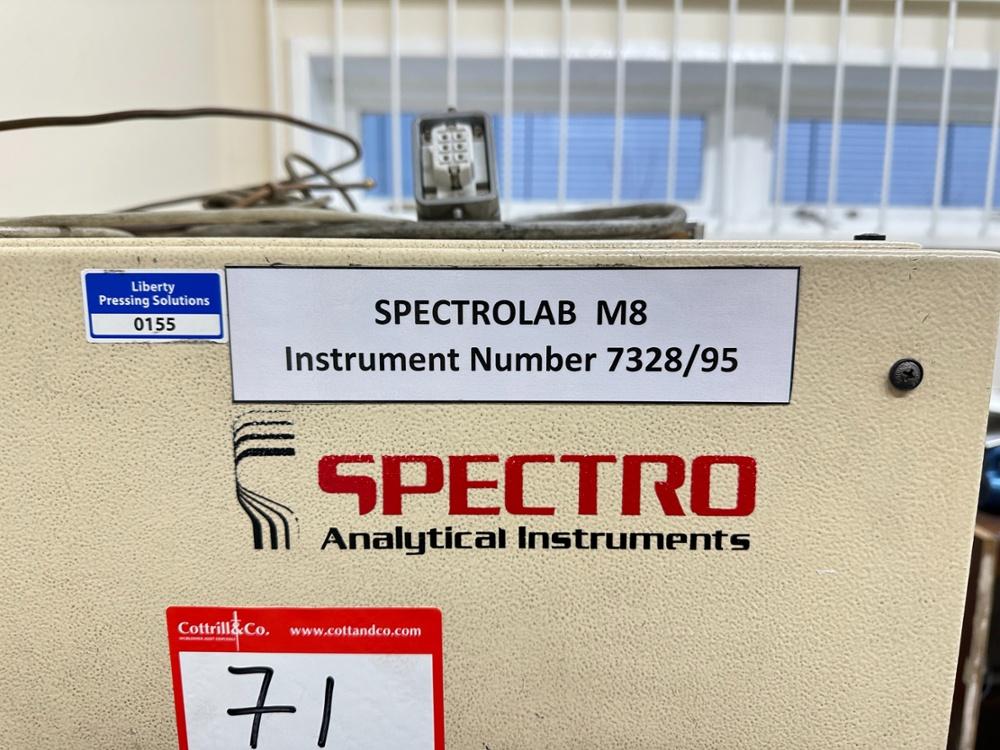 Liberty
Pressing Solutions
0155
SPECTROLAB M8
Instrument Number 7328/95
SPECTRO
Analytical Instruments
Cottrill&Co. www.cottandco.com
71